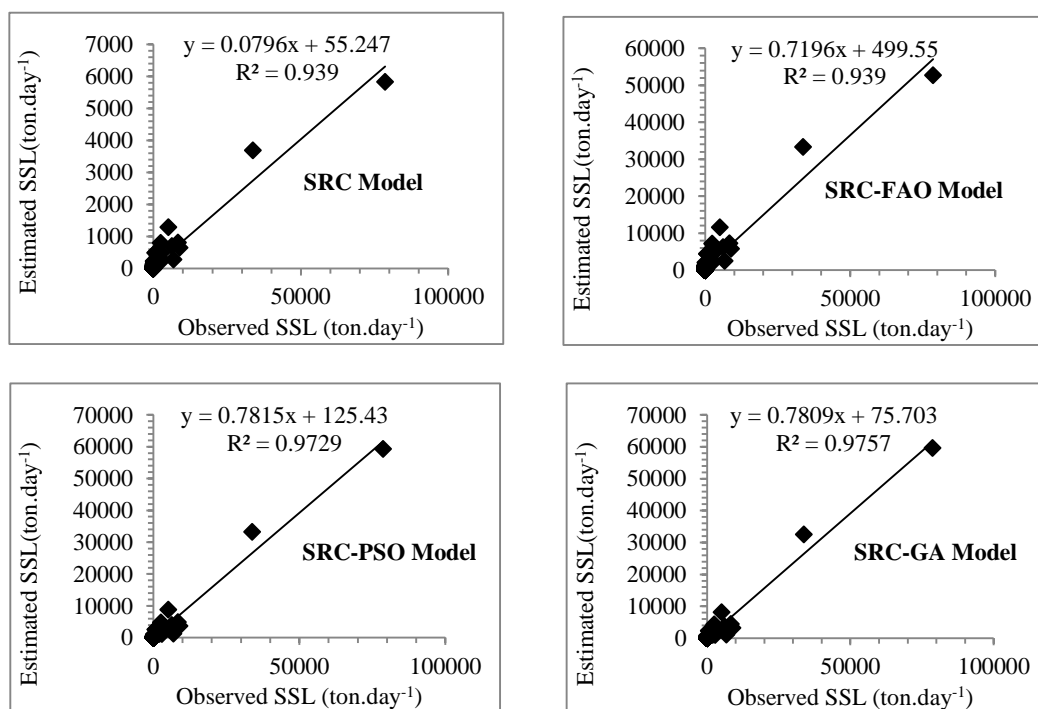 y = 0.0796x + 55.247
R² = 0.939
7000
6000
5000
4000
3000
2000
1000
0
Estimated SSL(ton.day-1)
SRC Model
0 50000 100000
Observed SSL (ton.day-1)
y = 0.7196x + 499.55
R² = 0.939
60000
50000
40000
30000
20000
10000
0
Estimated SSL(ton.day-1)
SRC-FAO Model
0 50000 100000
Observed SSL (ton.day-1)
y = 0.7815x + 125.43
R² = 0.9729
70000
60000
50000
40000
30000
20000
10000
0
Estimated SSL(ton.day-1)
SRC-PSO Model
0 50000 100000
Observed SSL (ton.day-1)
y = 0.7809x + 75.703
R² = 0.9757
70000
60000
50000
40000
30000
20000
10000
0
Estimated SSL(ton.day-1)
SRC-GA Model
0 50000 100000
Observed SSL (ton.day-1)